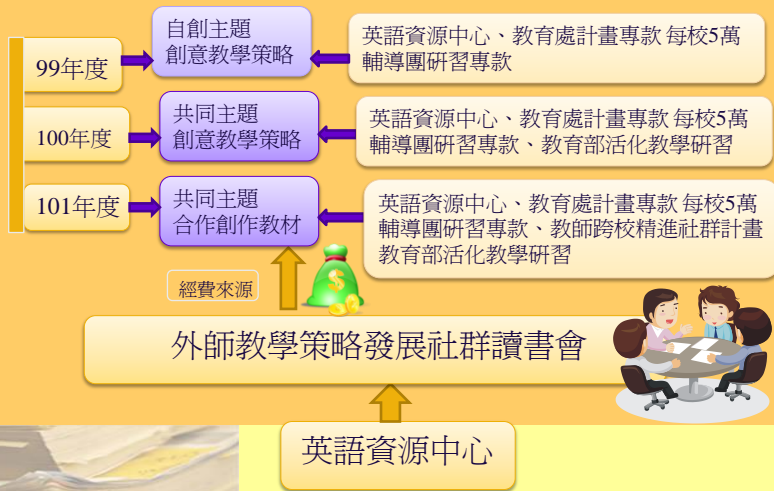 99年度
自創主題
創意教學策略
英語資源中心、教育處計畫專款 每校5萬
輔導團研習專款
100年度
共同主題
創意教學策略
英語資源中心、教育處計畫專款 每校5萬
輔導團研習專款、教育部活化教學研習
101年度
共同主題
合作創作教材
英語資源中心、教育處計畫專款 每校5萬
輔導團研習專款、教師跨校精進社群計畫
教育部活化教學研習
經費來源
$
外師教學策略發展社群讀書會
英語資源中心